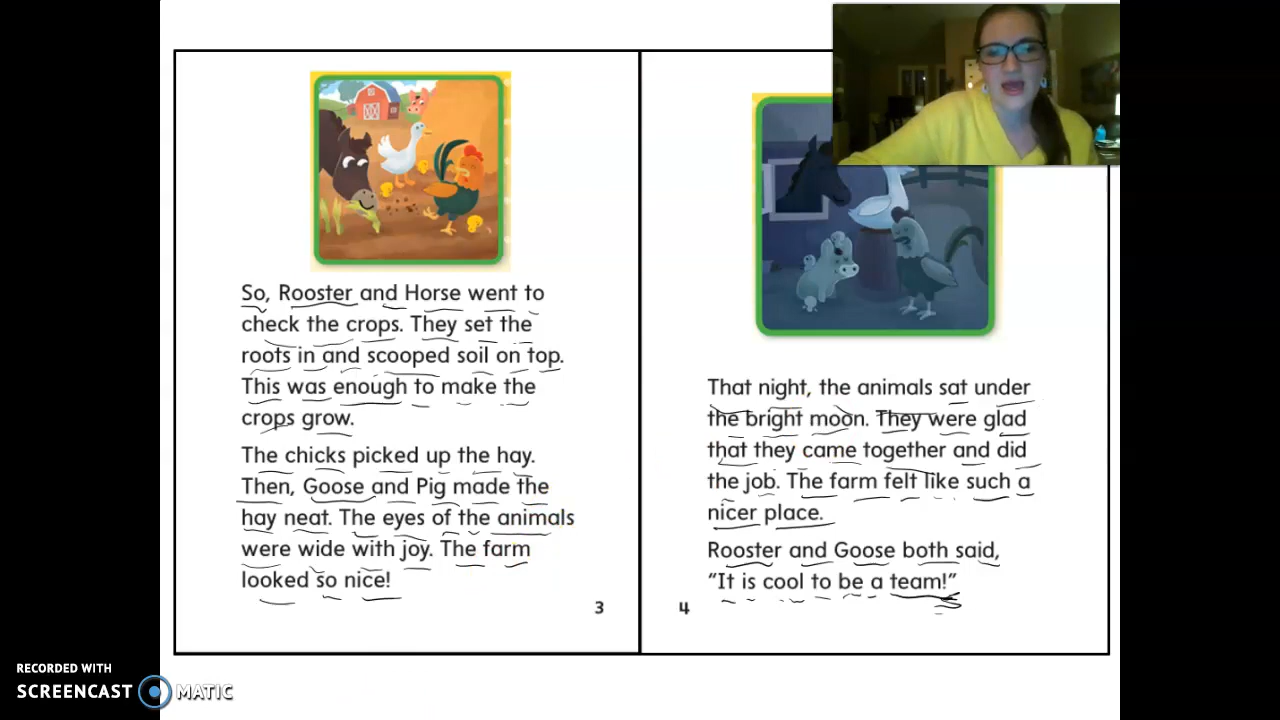 So, Rooster and Horse went to
check the crops. They set the
roots in and scooped soil on top.
This was enough to make the
crops grow.
The chicks picked up the hay.
Then, Goose and Pig made the
hay neat. The eyes of the animals
were wide with joy. The farm
looked so nice!
3
That night, the animals sat under
the bright moon. They were glad
that they came together and did
the job. The farm felt like such a
nicer place.
Rooster and Goose both said,
“It is cool to be a team!”
4
RECORDED WITH
SCREENCAST MATIC